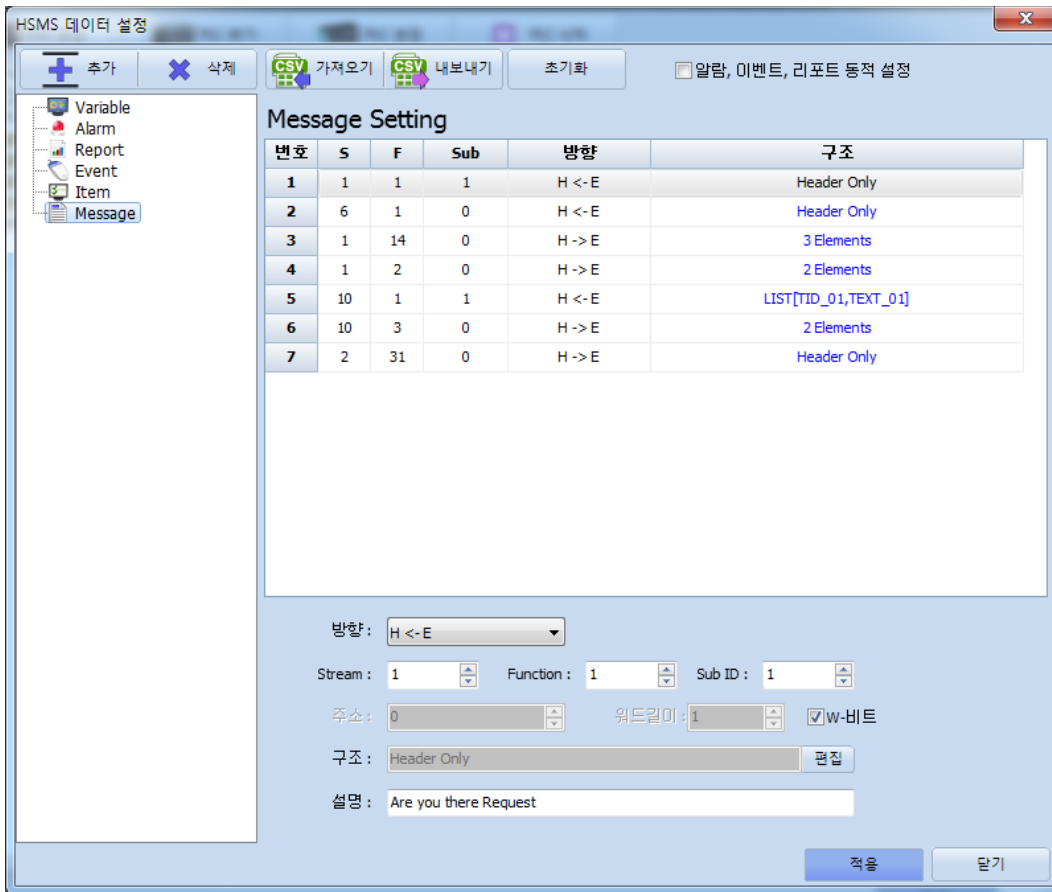 HSMS 데이터 설정
추가 삭제 CSV 가져오기 CSV 내보내기 초기화 알람, 이벤트, 리포트 동적 설정
Variable
Alarm
Report
Event
Item
Message
Message Setting
번호 S F Sub 방향 구조
1 1 1 1 H <- E Header Only
2 6 1 0 H <- E Header Only
3 1 14 0 H -> E 3 Elements
4 1 2 0 H -> E 2 Elements
5 10 1 1 H <- E LIST[TID_01,TEXT_01]
6 10 3 0 H -> E 2 Elements
7 2 31 0 H -> E Header Only
방향 : H <- E
Stream : 1 Function : 1 Sub ID : 1
주소 : 0 워드길이 : 1 W-비트
구조 : Header Only 편집
설명 : Are you there Request
적용 닫기